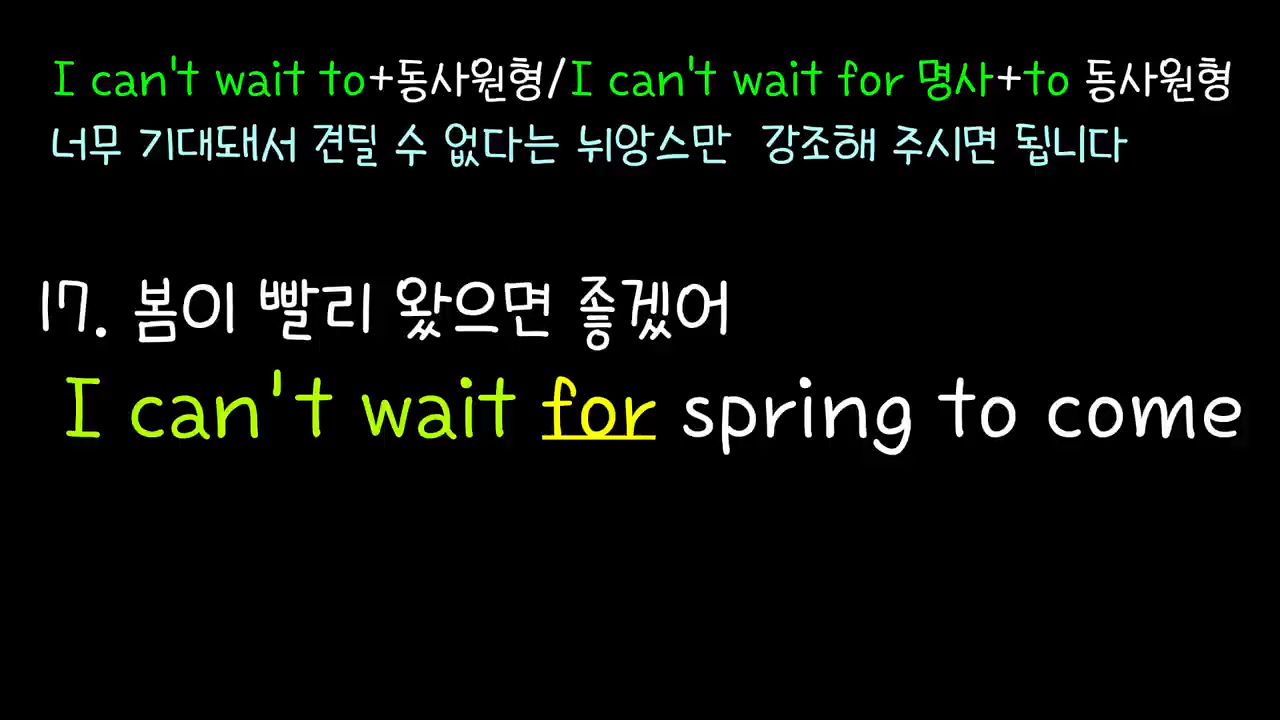 I can't wait to+동사원형/I can't wait for 명사+to 동사원형
너무 기대돼서 견딜 수 없다는 뉘앙스만 강조해 주시면 됩니다
17. 봄이 빨리 왔으면 좋겠어
I can't wait for spring to come